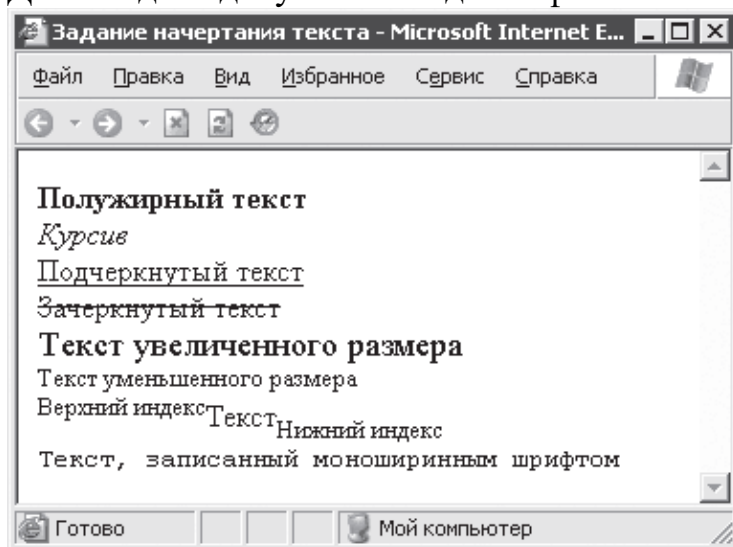 Задание начертания текста - Microsoft Internet E...
Файл Правка Вид Избранное Сервис Справка
Полужирный текст
Курсив
Подчеркнутый текст
Зачеркнутый текст
Текст увеличенного размера
Текст уменьшенного размера
Верхний индексТекстНижний индекс
Текст, записанный моноширинным шрифтом
Готово Мой компьютер